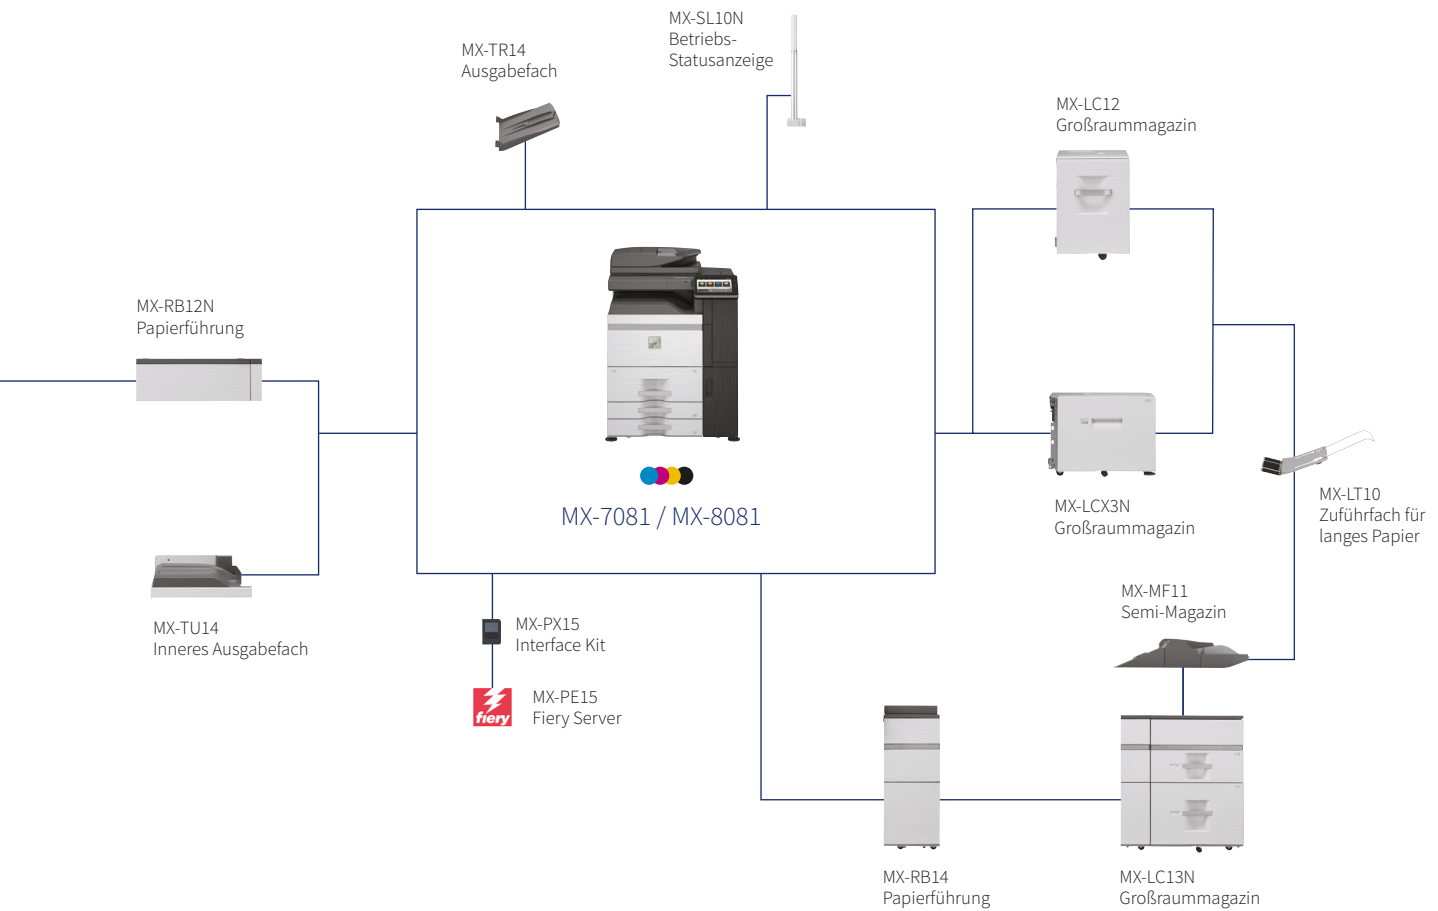 MX-SL10N
Betriebs-
Statusanzeige
MX-TR14
Ausgabefach
MX-LC12
Großraummagazin
MX-RB12N
Papierführung
MX-7081 / MX-8081
MX-LCX3N
Großraummagazin
MX-LT10
Zuführfach für
langes Papier
MX-TU14
Inneres Ausgabefach
MX-PX15
Interface Kit
MX-MF11
Semi-Magazin
fiery
MX-PE15
Fiery Server
MX-RB14
Papierführung
MX-LC13N
Großraummagazin